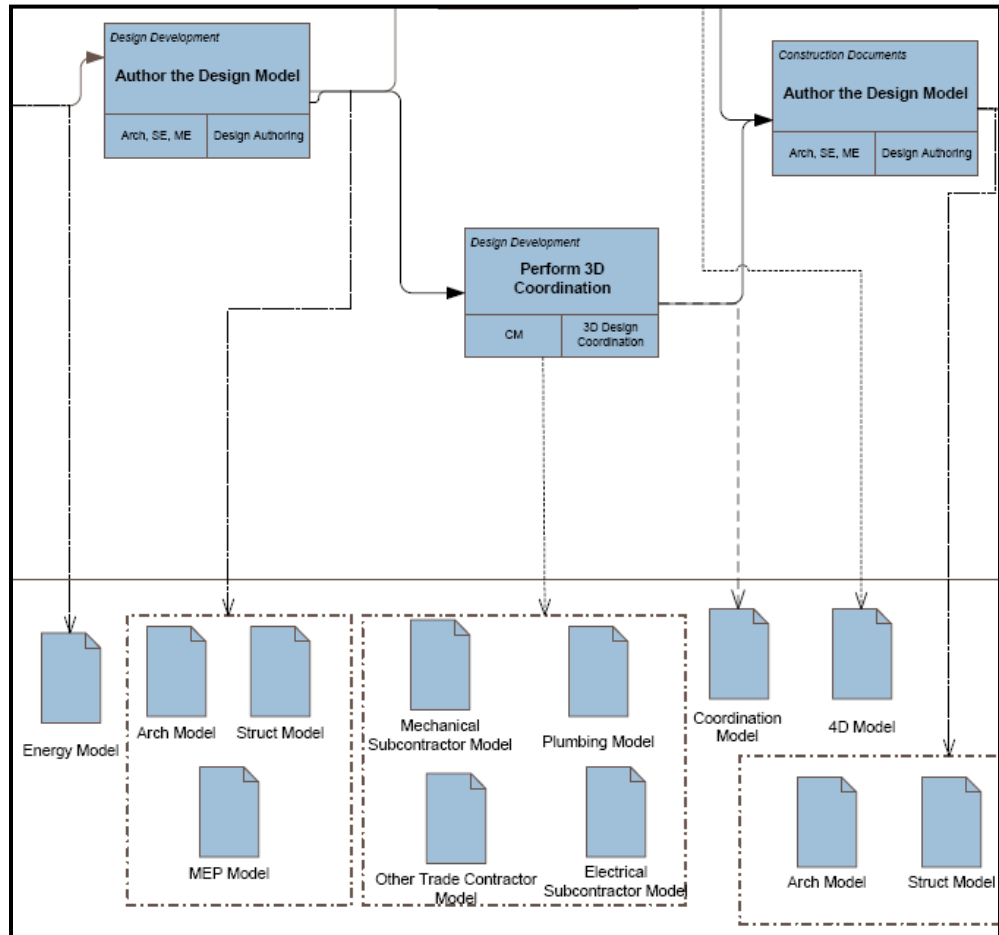 Design Development
Author the Design Model
Arch, SE, ME
Design Authoring
Construction Documents
Author the Design Model
Arch, SE, ME
Design Authoring
Design Development
Perform 3D
Coordination
CM
3D Design
Coordination
Energy Model
Arch Model
Struct Model
MEP Model
Mechanical
Subcontractor Model
Plumbing Model
Other Trade Contractor
Model
Electrical
Subcontractor Model
Coordination
Model
4D Model
Arch Model
Struct Model